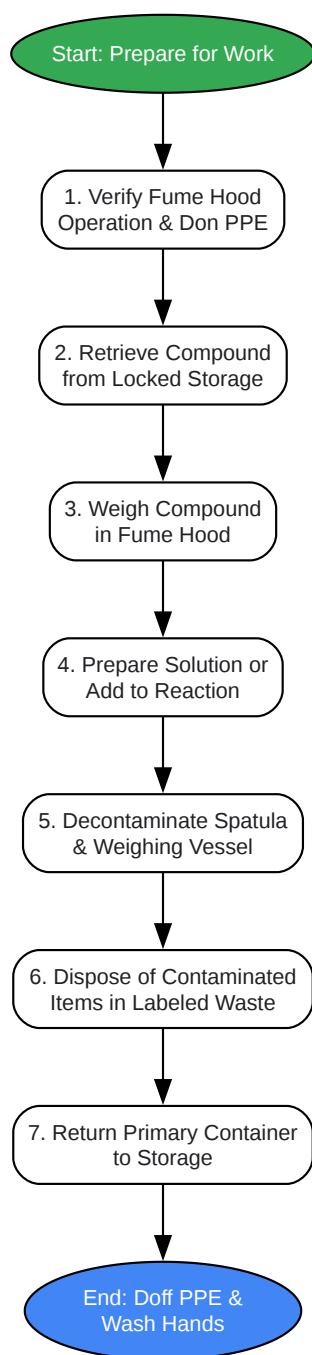 Start: Prepare for Work
1. Verify Fume Hood
Operation & Don PPE
2. Retrieve Compound
from Locked Storage
3. Weigh Compound
in Fume Hood
4. Prepare Solution or
Add to Reaction
5. Decontaminate Spatula
& Weighing Vessel
6. Dispose of Contaminated
Items in Labeled Waste
7. Return Primary Container
to Storage
End: Doff PPE &
Wash Hands